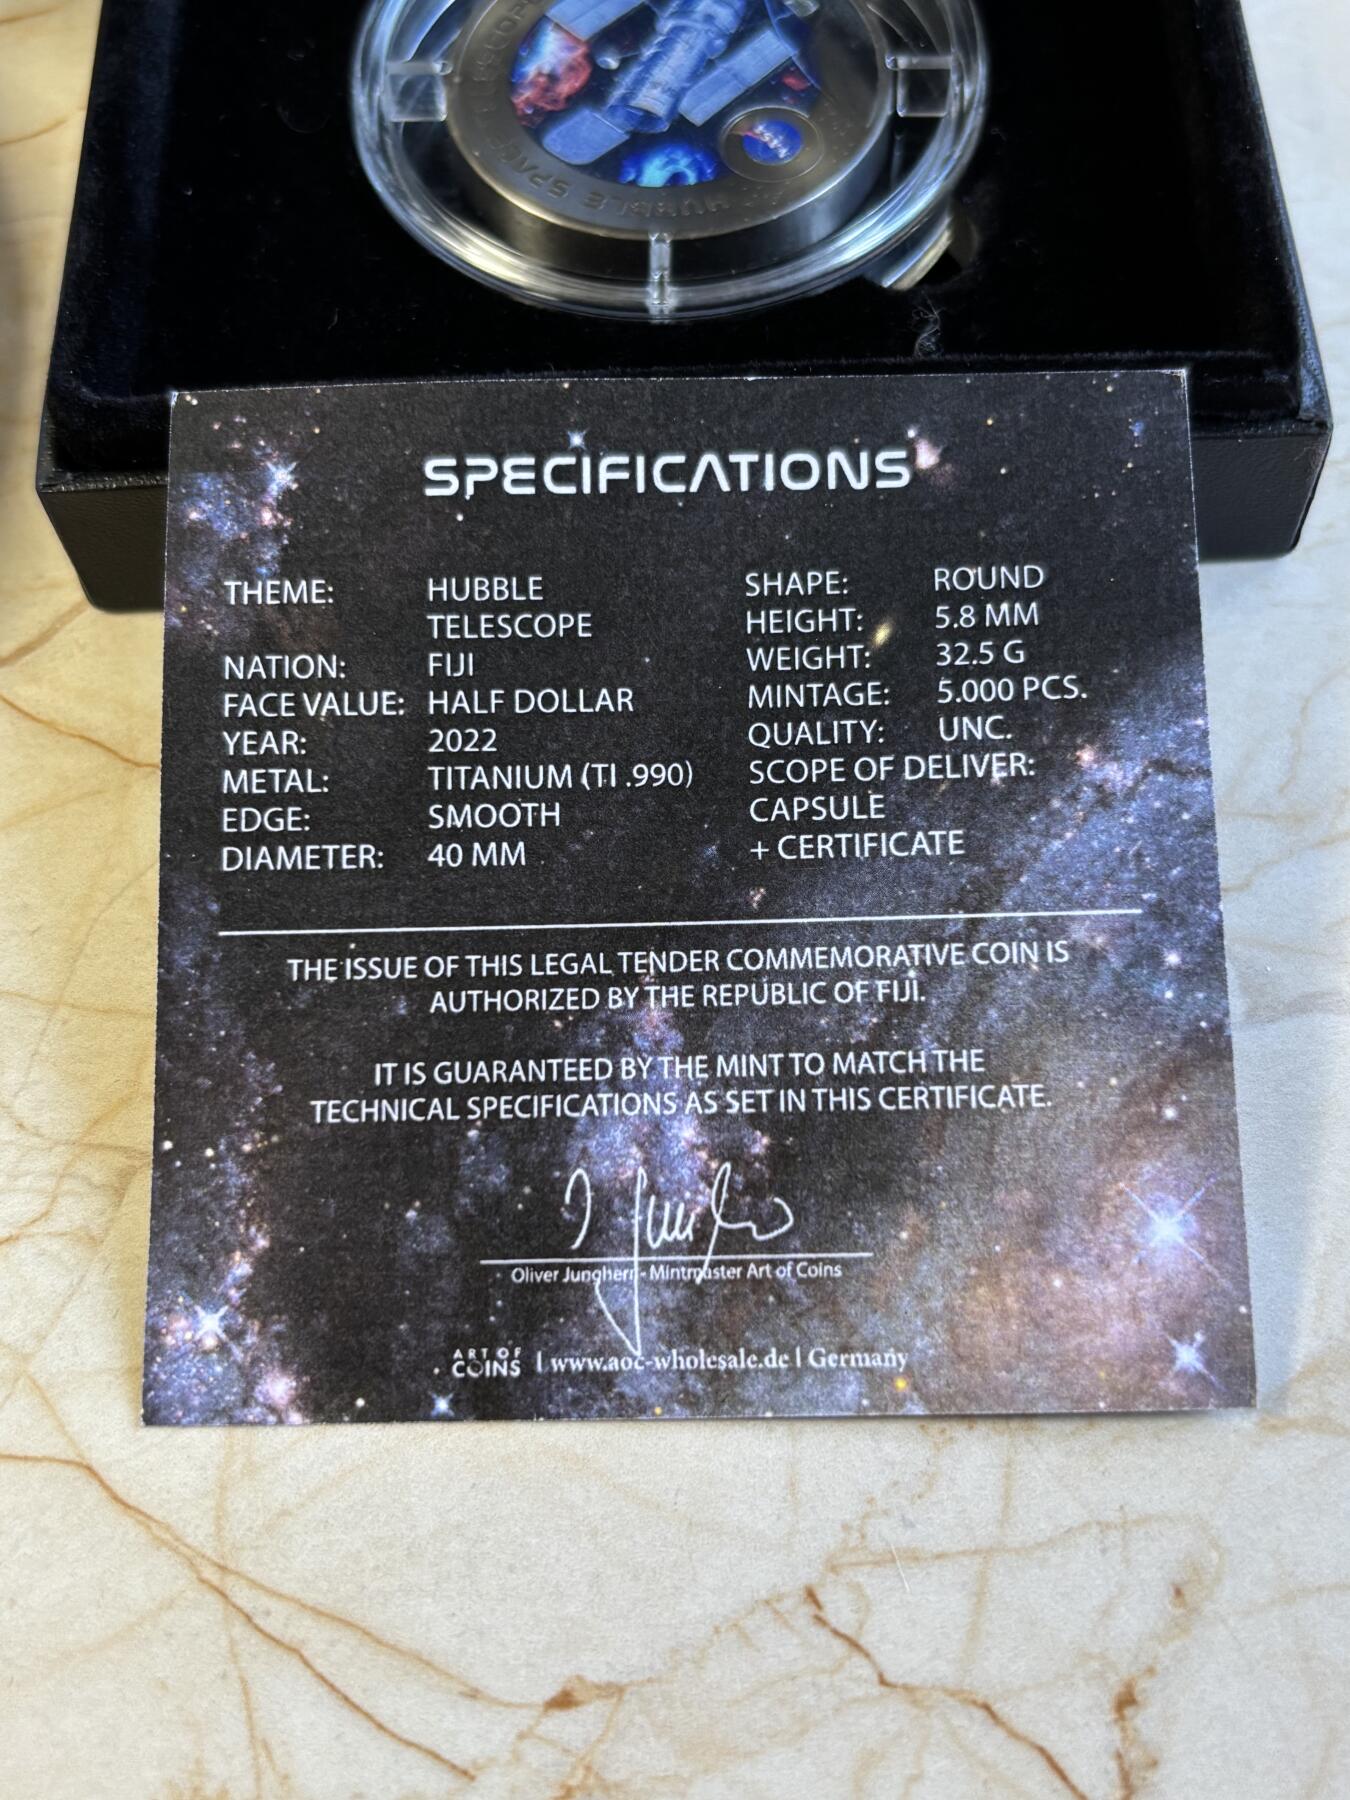 HUBBLE SPACE TELESCOPE
NASA
SPECIFICATIONS
THEME: HUBBLE
TELESCOPE
NATION: FIJI
FACE VALUE: HALF DOLLAR
YEAR: 2022
METAL: TITANIUM (TI .990)
EDGE: SMOOTH
DIAMETER: 40 MM
SHAPE: ROUND
HEIGHT: 5.8 MM
WEIGHT: 32.5 G
MINTAGE: 5.000 PCS.
QUALITY: UNC.
SCOPE OF DELIVER:
CAPSULE
+ CERTIFICATE
THE ISSUE OF THIS LEGAL TENDER COMMEMORATIVE COIN IS
AUTHORIZED BY THE REPUBLIC OF FIJI.
IT IS GUARANTEED BY THE MINT TO MATCH THE
TECHNICAL SPECIFICATIONS AS SET IN THIS CERTIFICATE.
Oliver Jungherr - Mintmaster Art of Coins
ART OF
COINS | www.aoc-wholesale.de | Germany